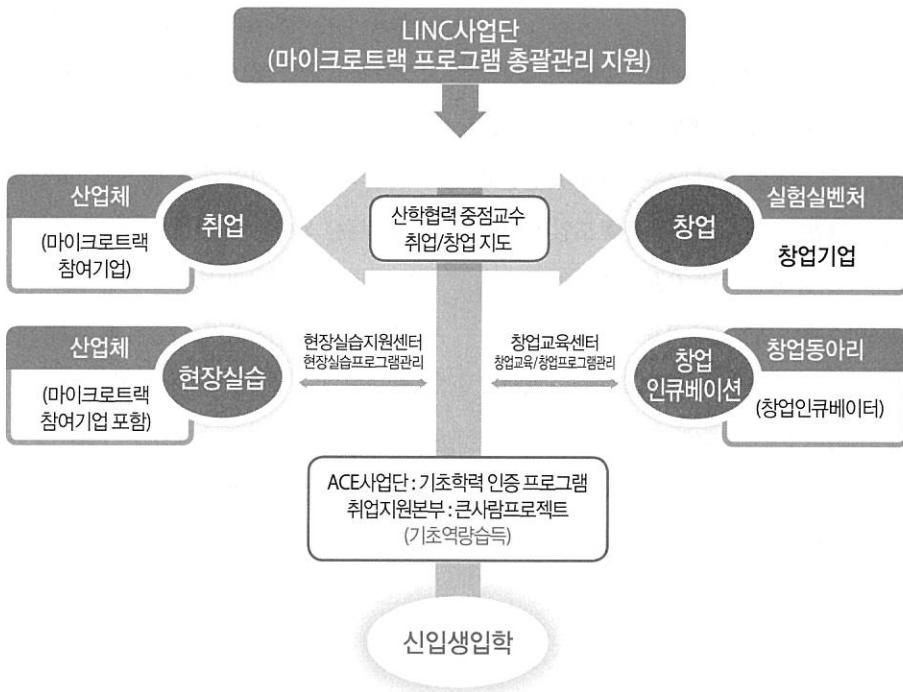 LINC사업단
(마이크로트랙 프로그램 총괄관리 지원)
산업체
(마이크로트랙
참여기업)
취업
산학협력 중점교수
취업/창업 지도
창업
실험실벤처
창업기업
산업체
(마이크로트랙
참여기업 포함)
현장실습
현장실습지원센터
현장실습프로그램관리
창업교육센터
창업교육/창업프로그램관리
창업
인큐베이션
창업동아리
(창업인큐베이터)
ACE사업단 : 기초학력 인증 프로그램
취업지원본부 : 큰사람프로젝트
(기초역량습득)
신입생입학